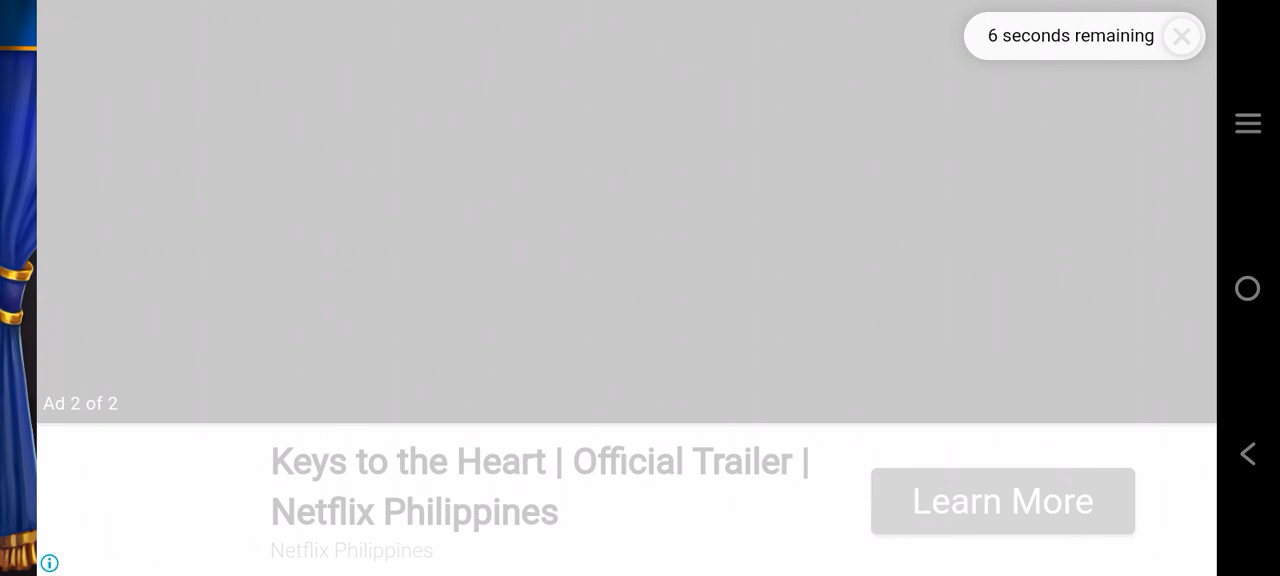 6 seconds remaining
Ad 2 of 2
Keys to the Heart | Official Trailer |
Netflix Philippines
Netflix Philippines
Learn More